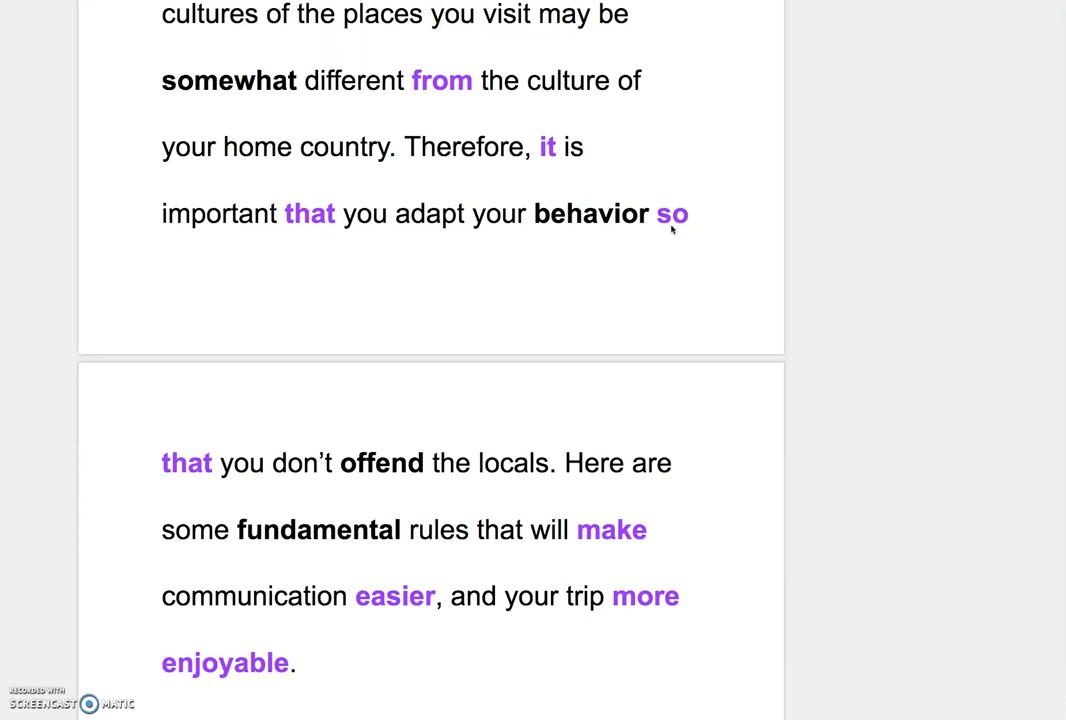 cultures of the places you visit may be
somewhat different from the culture of
your home country. Therefore, it is
important that you adapt your behavior so
that you don’t offend the locals. Here are
some fundamental rules that will make
communication easier, and your trip more
enjoyable.
RECORDED WITH
SCREENCAST MATIC